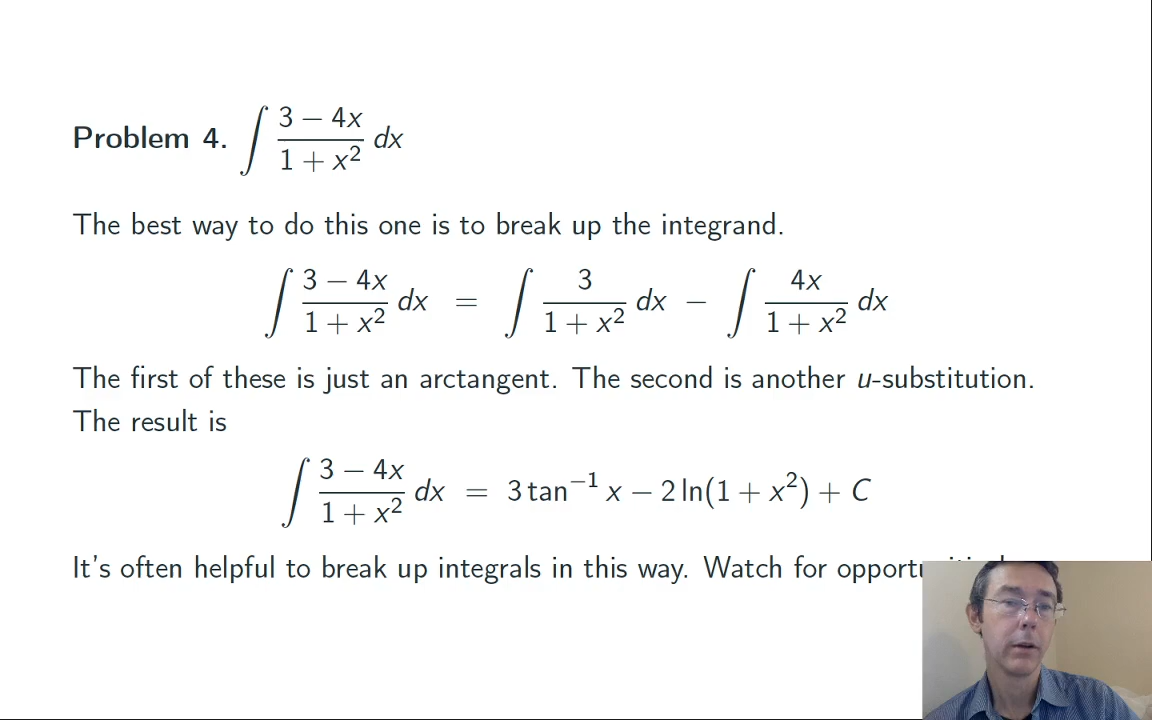 Problem 4. ∫ (3 − 4x)/(1 + x²) dx
The best way to do this one is to break up the integrand.
∫ (3 − 4x)/(1 + x²) dx = ∫ 3/(1 + x²) dx − ∫ 4x/(1 + x²) dx
The first of these is just an arctangent. The second is another u-substitution.
The result is
∫ (3 − 4x)/(1 + x²) dx = 3 tan⁻¹ x − 2 ln(1 + x²) + C
It's often helpful to break up integrals in this way. Watch for